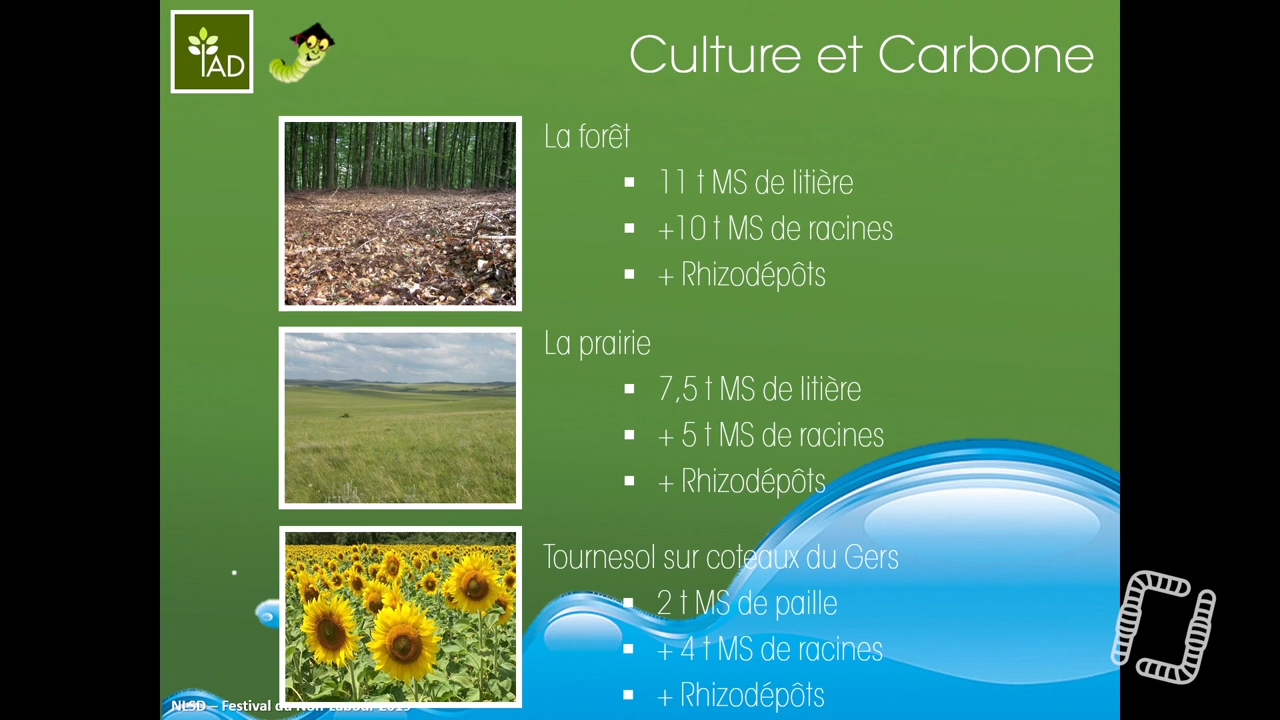 IAD
Culture et Carbone
La forêt
▪ 11 t MS de litière
▪ +10 t MS de racines
▪ + Rhizodépôts
La prairie
▪ 7,5 t MS de litière
▪ + 5 t MS de racines
▪ + Rhizodépôts
Tournesol sur coteaux du Gers
▪ 2 t MS de paille
▪ + 4 t MS de racines
▪ + Rhizodépôts
NLSD – Festival du Non Labour 2015